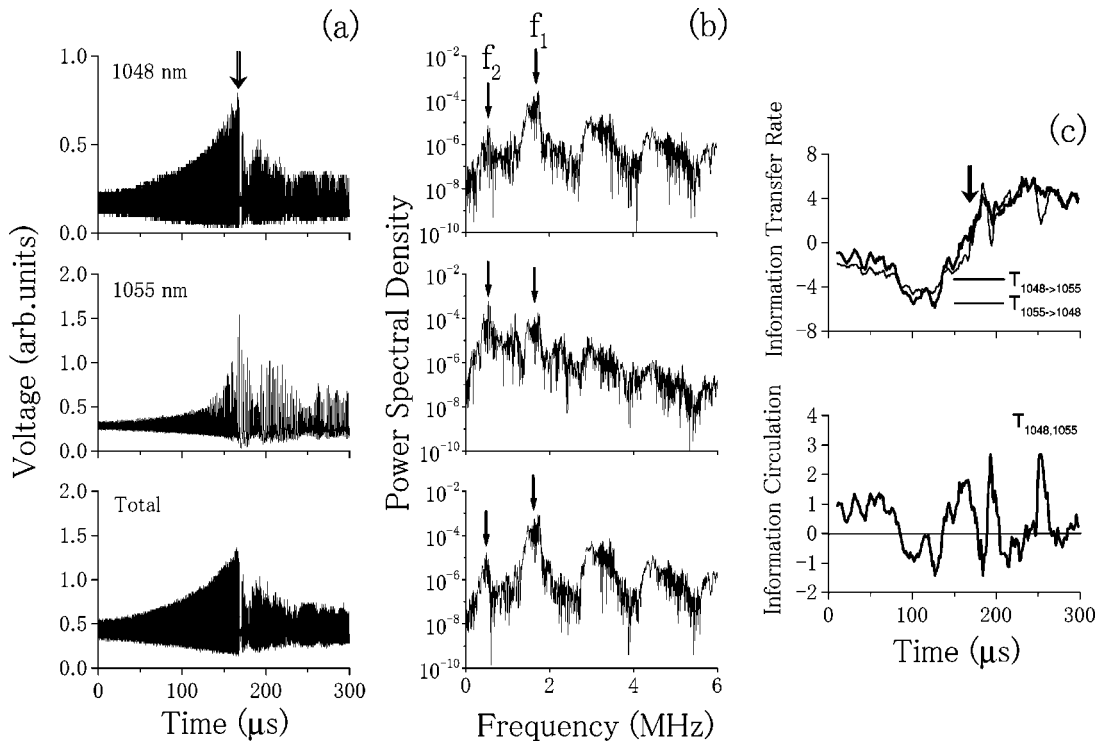 (a)
1048 nm
1.0
0.5
0.0
1055 nm
2.0
1.5
1.0
0.5
0.0
Total
2.0
1.5
1.0
0.5
0.0
0 100 200 300
Voltage (arb.units)
Time (μs)
(b)
f₂ f₁
10⁻²
10⁻⁴
10⁻⁶
10⁻⁸
10⁻¹⁰
10⁻²
10⁻⁴
10⁻⁶
10⁻⁸
10⁻¹⁰
10⁻²
10⁻⁴
10⁻⁶
10⁻⁸
10⁻¹⁰
0 2 4 6
Power Spectral Density
Frequency (MHz)
(c)
8
4
0
-4
-8
Information Transfer Rate
T₁₀₄₈->₁₀₅₅
T₁₀₅₅->₁₀₄₈
0 100 200 300
4
3
2
1
0
-1
-2
Information Circulation
T₁₀₄₈,₁₀₅₅
0 100 200 300
Time (μs)